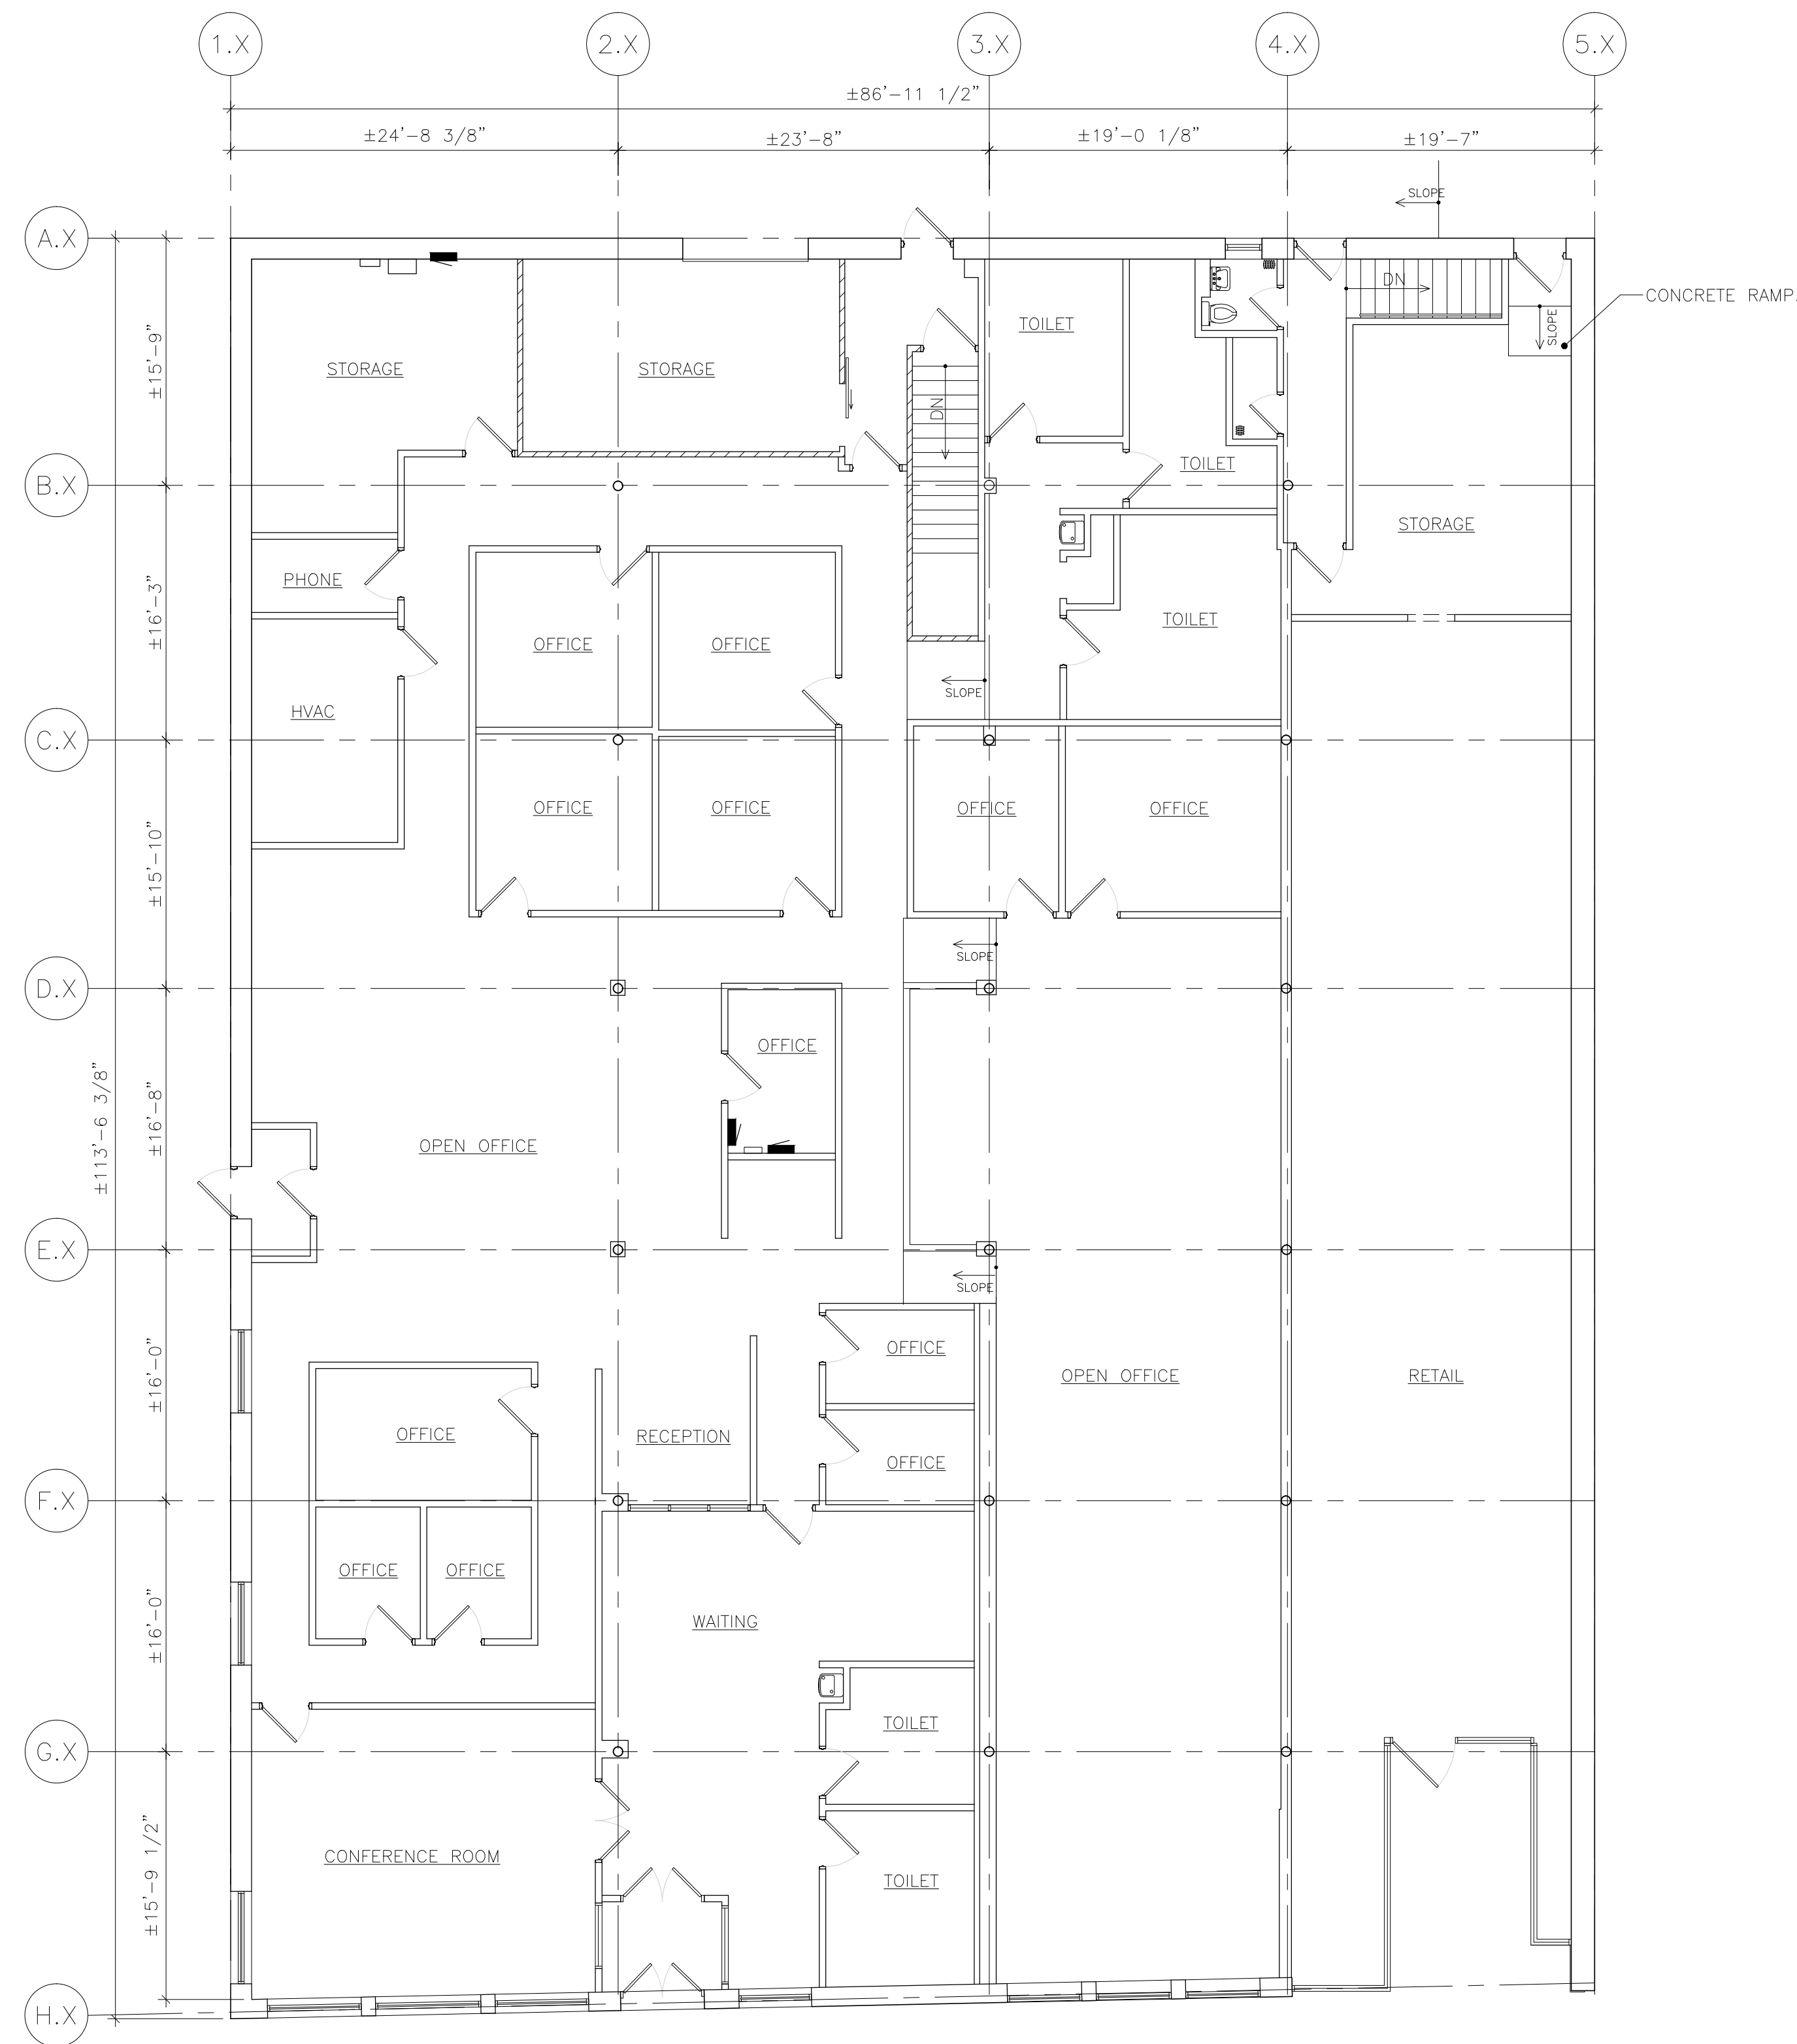 1.X
2.X
3.X
4.X
5.X
±86'-11 1/2"
±24'-8 3/8"
±23'-8"
±19'-0 1/8"
±19'-7"
SLOPE
A.X
DN
CONCRETE RAMP.
SLOPE
TOILET
±15'-9"
STORAGE
STORAGE
DN
TOILET
B.X
STORAGE
PHONE
±16'-3"
TOILET
OFFICE
OFFICE
SLOPE
HVAC
C.X
OFFICE
OFFICE
OFFICE
OFFICE
±15'-10"
SLOPE
D.X
OFFICE
±113'-6 3/8"
±16'-8"
OPEN OFFICE
E.X
SLOPE
OFFICE
±16'-0"
OPEN OFFICE
RETAIL
OFFICE
RECEPTION
OFFICE
F.X
OFFICE
OFFICE
±16'-0"
WAITING
TOILET
G.X
CONFERENCE ROOM
±15'-9 1/2"
TOILET
H.X